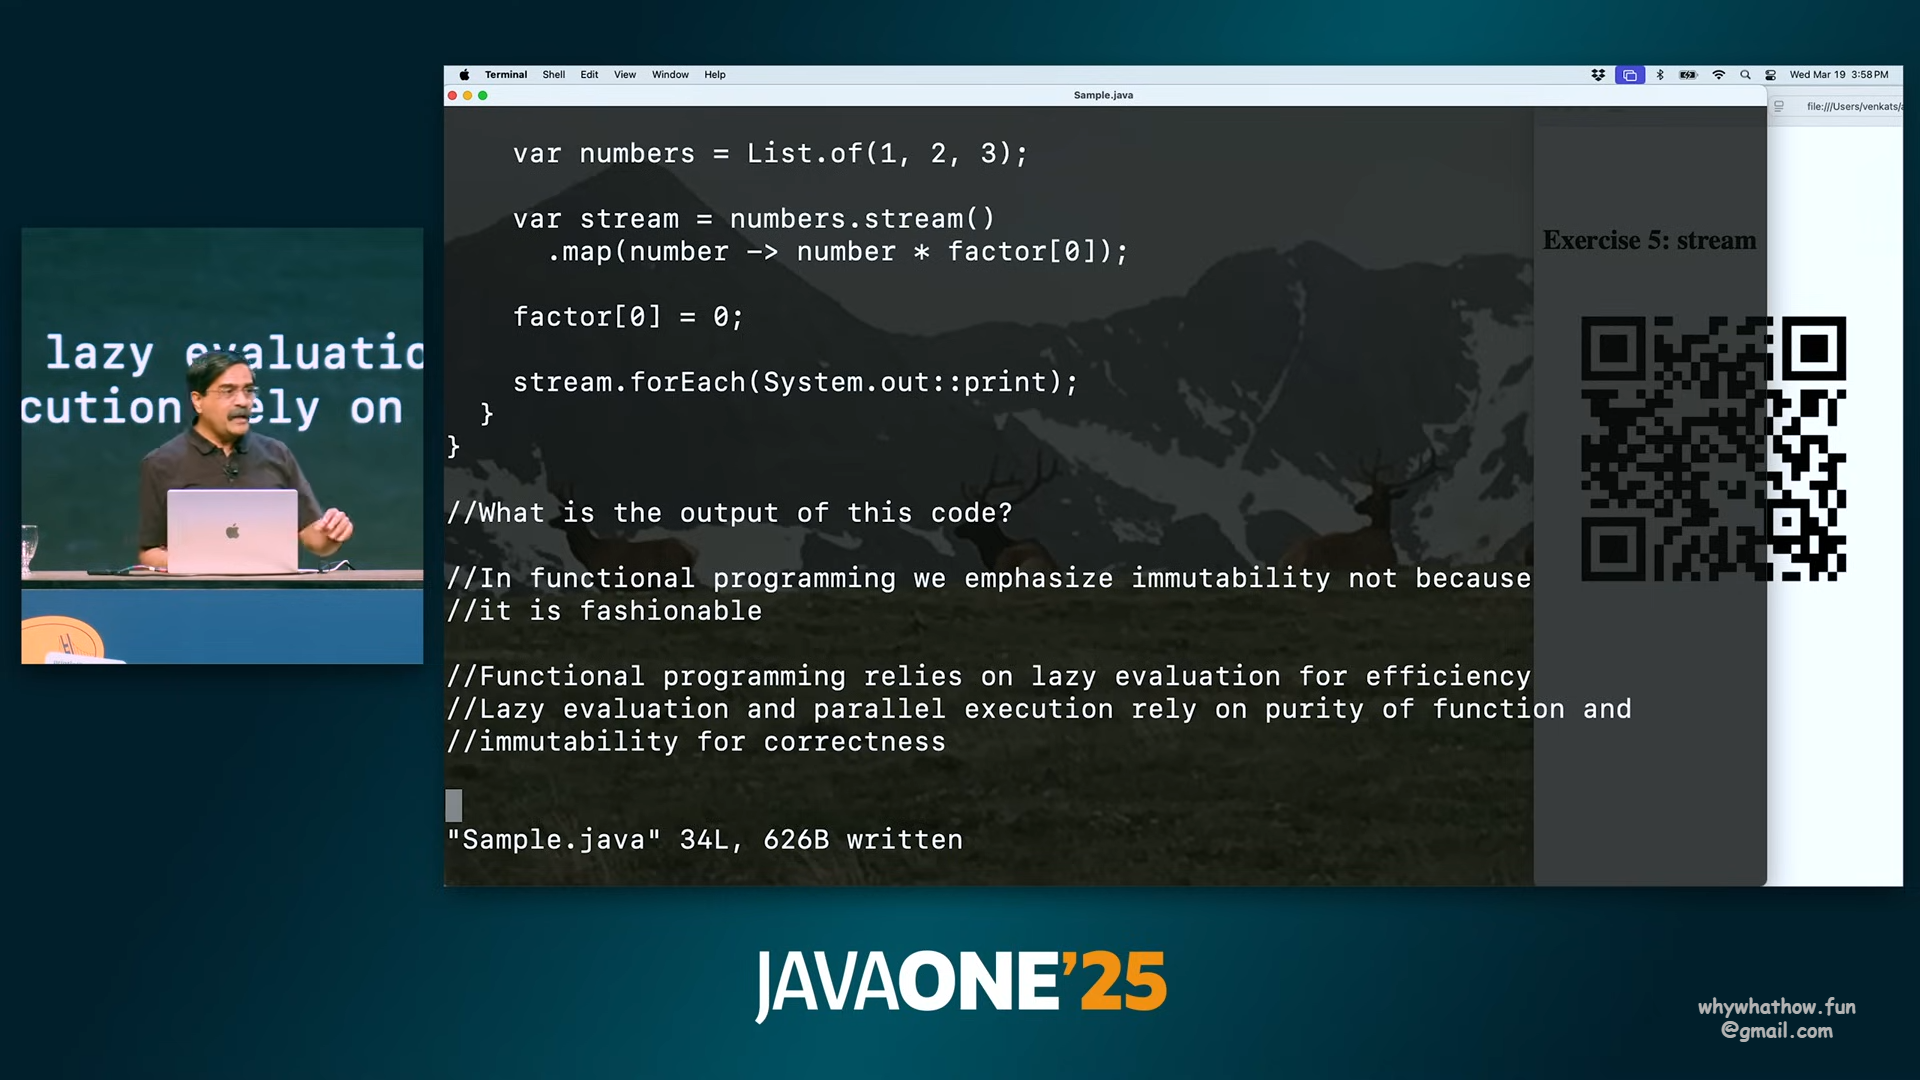 Terminal Shell Edit View Window Help
Wed Mar 19 3:58 PM
Sample.java
file:///Users/venkats/
var numbers = List.of(1, 2, 3);
var stream = numbers.stream()
.map(number -> number * factor[0]);
factor[0] = 0;
stream.forEach(System.out::print);
}
}
//What is the output of this code?
//In functional programming we emphasize immutability not because
//it is fashionable
//Functional programming relies on lazy evaluation for efficiency
//Lazy evaluation and parallel execution rely on purity of function and
//immutability for correctness
"Sample.java" 34L, 626B written
Exercise 5: stream
lazy evaluatio
cution rely on
JAVAONE'25
whywhathow.fun
@gmail.com